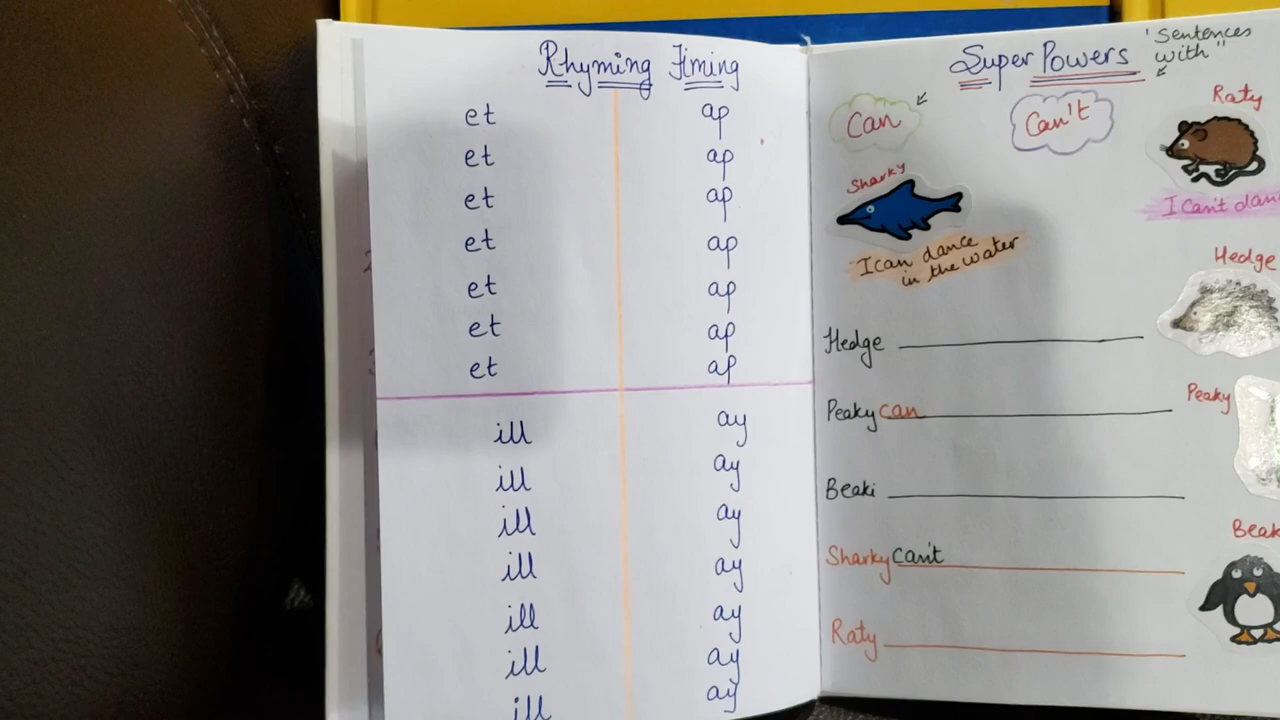 Rhyming Timing
et ap
et ap
et ap
et ap
et ap
et ap
et ap
ill ay
ill ay
ill ay
ill ay
ill ay
ill ay
ill ay
Super Powers 'Sentences
with"
Can Can't Raty
Sharky
I can dance
in the water
I can't
Hedge
Hedge
Peaky
Peaky can
Beaki
Sharky can't
Raty